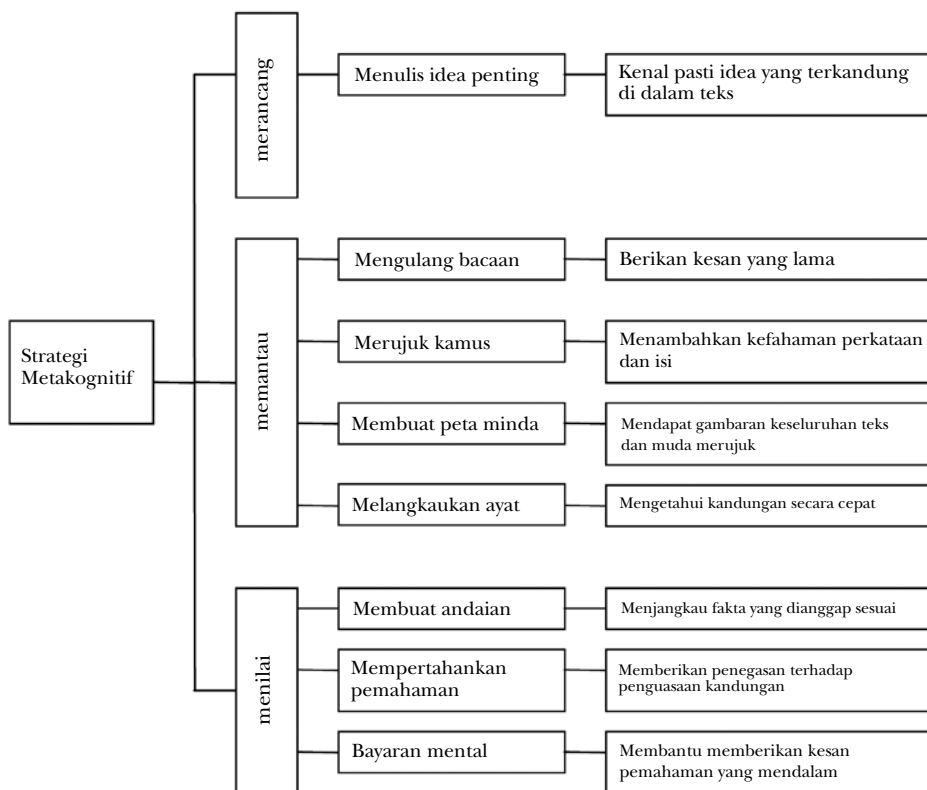 Strategi
Metakognitif
merancang
Menulis idea penting
Kenal pasti idea yang terkandung
di dalam teks
memantau
Mengulang bacaan
Berikan kesan yang lama
Merujuk kamus
Menambahkan kefahaman perkataan
dan isi
Membuat peta minda
Mendapat gambaran keseluruhan teks
dan muda merujuk
Melangkaukan ayat
Mengetahui kandungan secara cepat
menilai
Membuat andaian
Menjangkau fakta yang dianggap sesuai
Mempertahankan
pemahaman
Memberikan penegasan terhadap
penguasaan kandungan
Bayaran mental
Membantu memberikan kesan
pemahaman yang mendalam